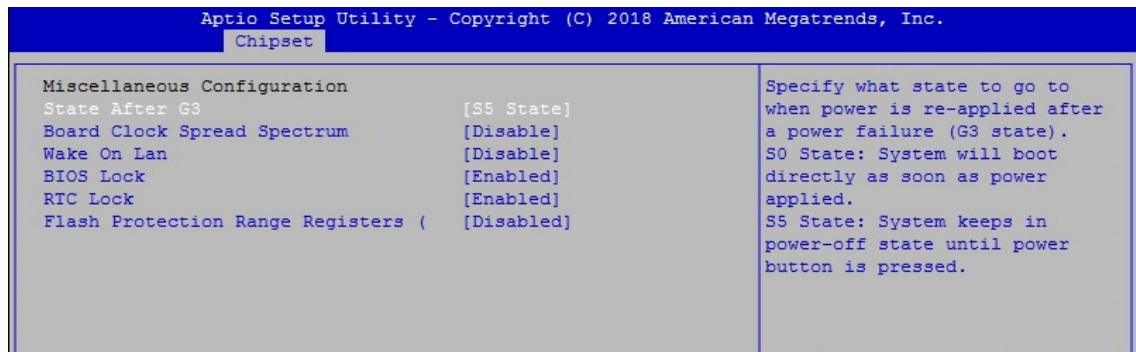 Aptio Setup Utility - Copyright (C) 2018 American Megatrends, Inc.
Chipset
Miscellaneous Configuration
State After G3 [S5 State]
Board Clock Spread Spectrum [Disable]
Wake On Lan [Disable]
BIOS Lock [Enabled]
RTC Lock [Enabled]
Flash Protection Range Registers ( [Disabled]
Specify what state to go to
when power is re-applied after
a power failure (G3 state).
S0 State: System will boot
directly as soon as power
applied.
S5 State: System keeps in
power-off state until power
button is pressed.